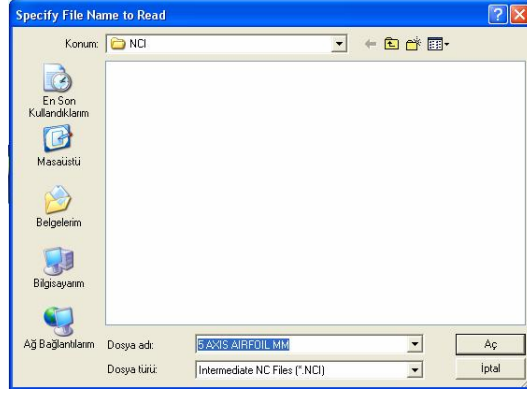 Specify File Name to Read
Konum: NCI
En Son
Kullandıklarım
Masaüstü
Belgelerim
Bilgisayarım
Ağ Bağlantılarım
Dosya adı: 5 AXIS AIRFOIL MM Aç
Dosya türü: Intermediate NC Files (*.NCI) İptal